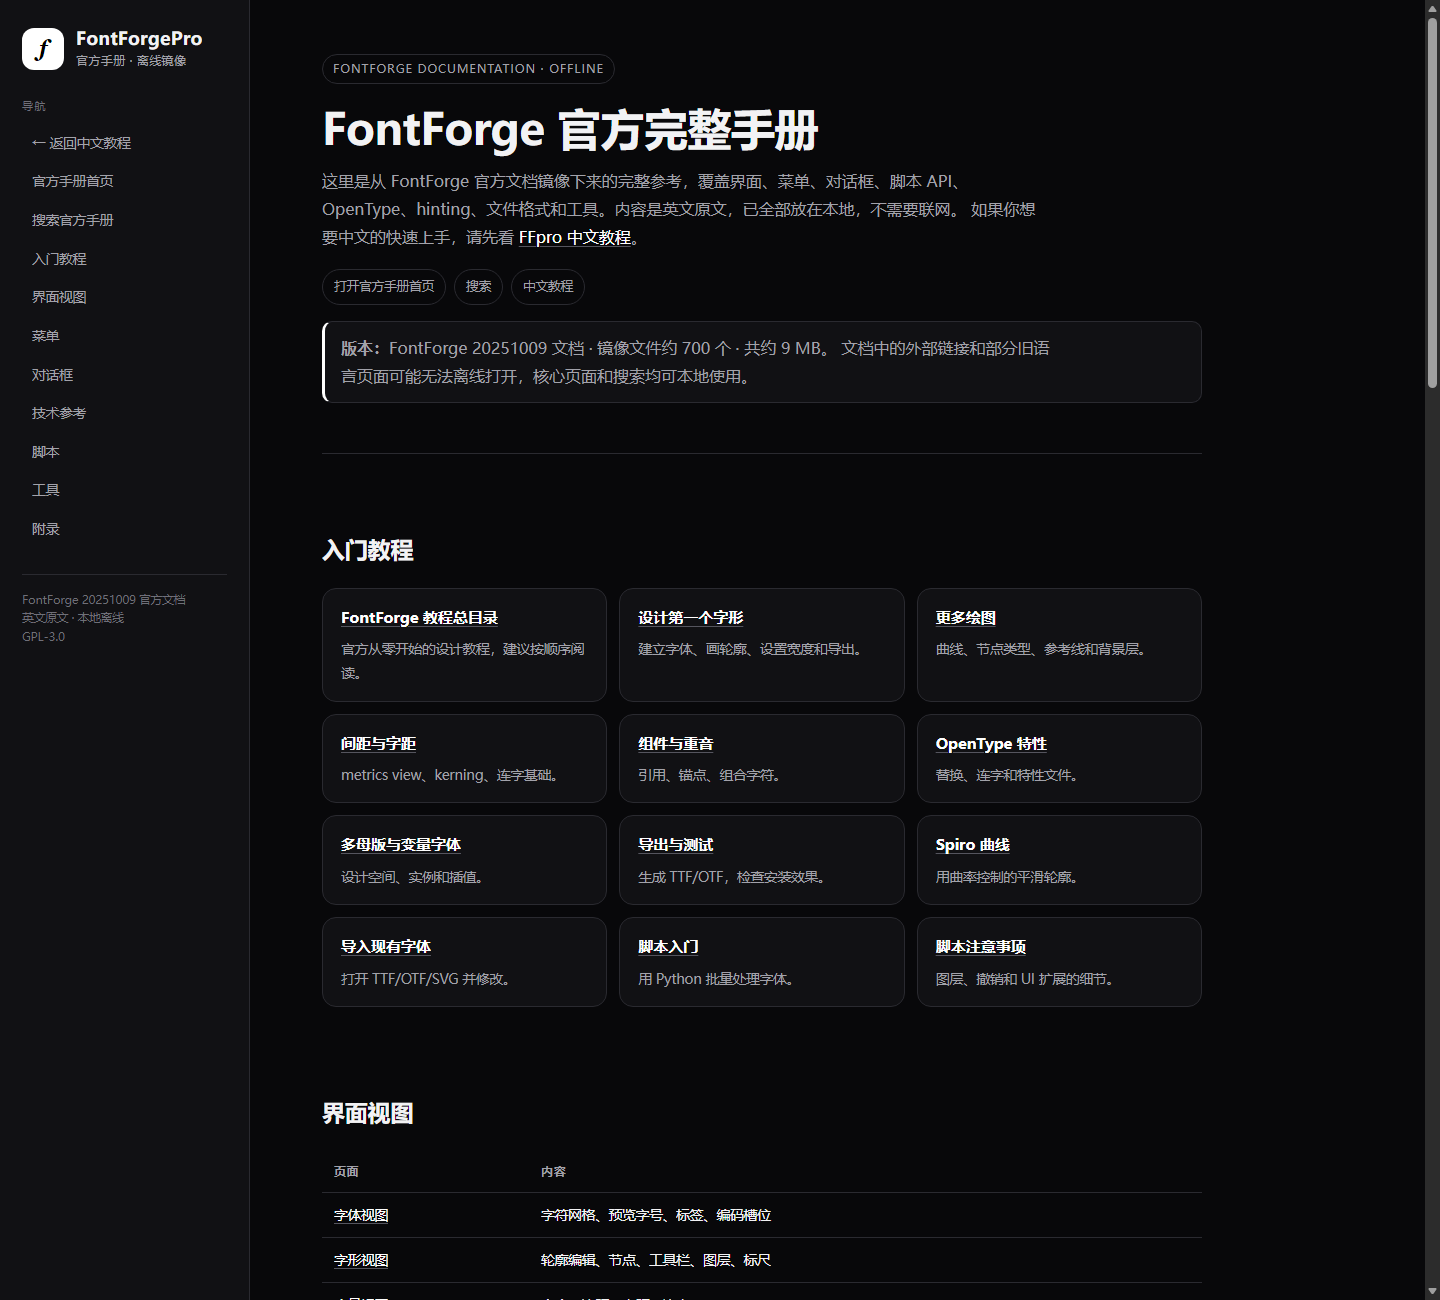 f
FontForgePro
官方手册 · 离线镜像
导航
← 返回中文教程
官方手册首页
搜索官方手册
入门教程
界面视图
菜单
对话框
技术参考
脚本
工具
附录
FontForge 20251009 官方文档
英文原文 · 本地离线
GPL-3.0
FONTFORGE DOCUMENTATION · OFFLINE
FontForge 官方完整手册
这里是从 FontForge 官方文档镜像下来的完整参考，覆盖界面、菜单、对话框、脚本 API、
OpenType、hinting、文件格式和工具。内容是英文原文，已全部放在本地，不需要联网。 如果你想
要中文的快速上手，请先看 FFpro 中文教程。
打开官方手册首页
搜索
中文教程
版本：FontForge 20251009 文档 · 镜像文件约 700 个 · 共约 9 MB。 文档中的外部链接和部分旧语
言页面可能无法离线打开，核心页面和搜索均可本地使用。
入门教程
FontForge 教程总目录
官方从零开始的设计教程，建议按顺序阅
读。
设计第一个字形
建立字体、画轮廓、设置宽度和导出。
更多绘图
曲线、节点类型、参考线和背景层。
间距与字距
metrics view、kerning、连字基础。
组件与重音
引用、锚点、组合字符。
OpenType 特性
替换、连字和特性文件。
多母版与变量字体
设计空间、实例和插值。
导出与测试
生成 TTF/OTF，检查安装效果。
Spiro 曲线
用曲率控制的平滑轮廓。
导入现有字体
打开 TTF/OTF/SVG 并修改。
脚本入门
用 Python 批量处理字体。
脚本注意事项
图层、撤销和 UI 扩展的细节。
界面视图
页面 内容
字体视图 字符网格、预览字号、标签、编码槽位
字形视图 轮廓编辑、节点、工具栏、图层、标尺